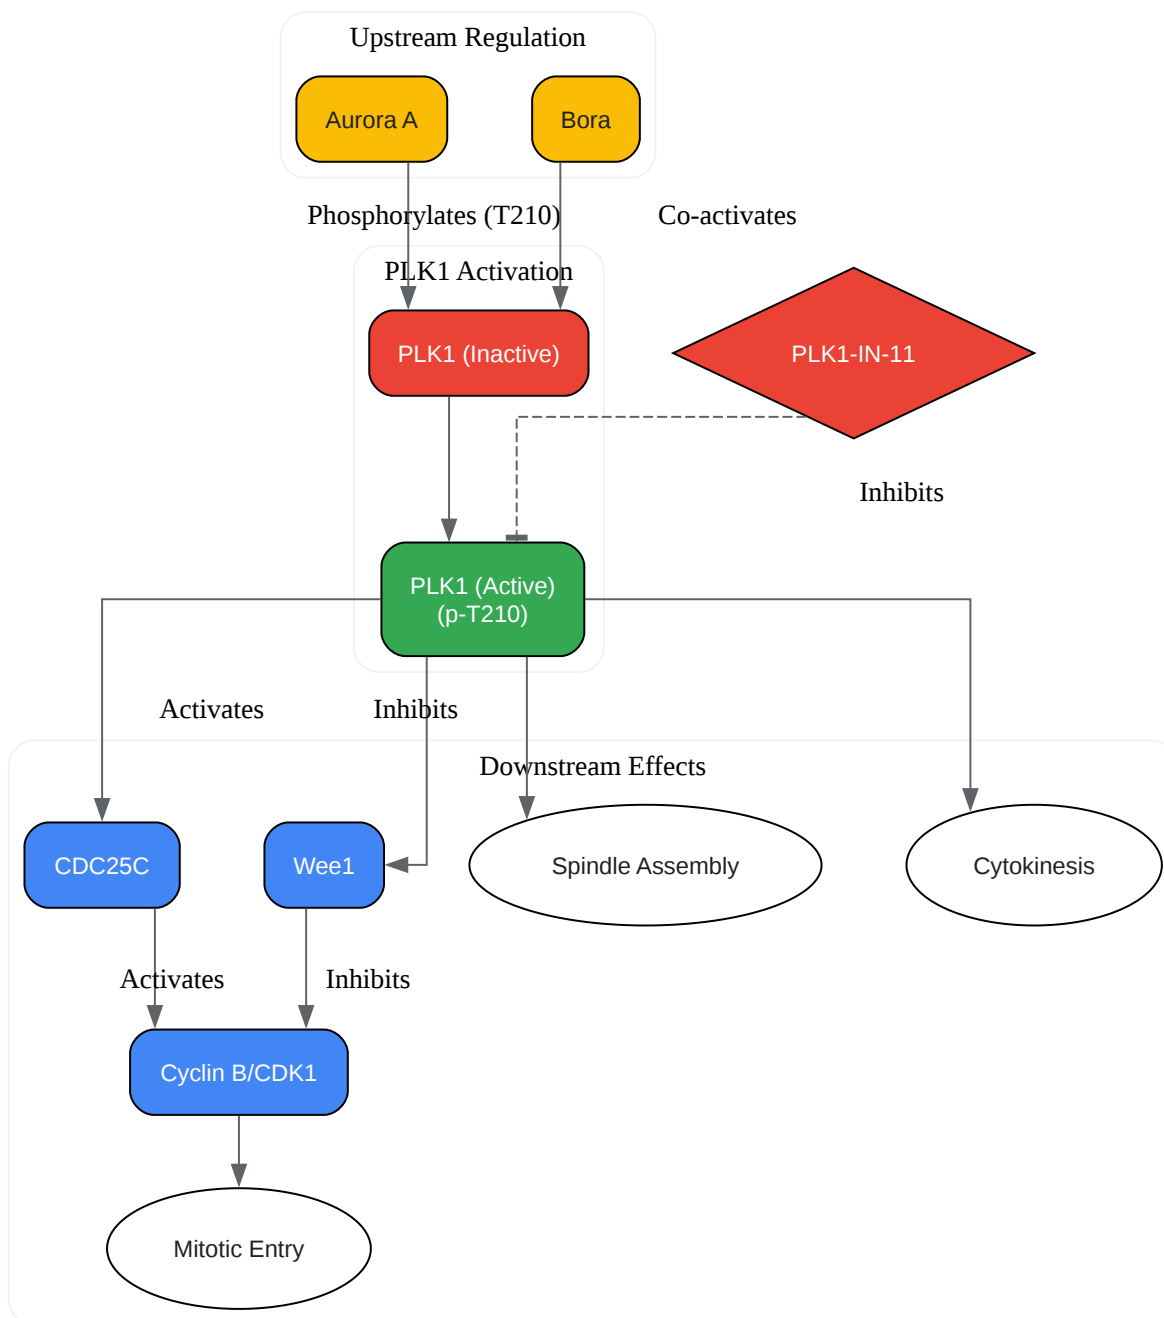 Upstream Regulation
Aurora A
Bora
Phosphorylates (T210)
Co-activates
PLK1 Activation
PLK1 (Inactive)
PLK1-IN-11
Inhibits
PLK1 (Active)
(p-T210)
Activates
Inhibits
Downstream Effects
CDC25C
Wee1
Spindle Assembly
Cytokinesis
Activates
Inhibits
Cyclin B/CDK1
Mitotic Entry